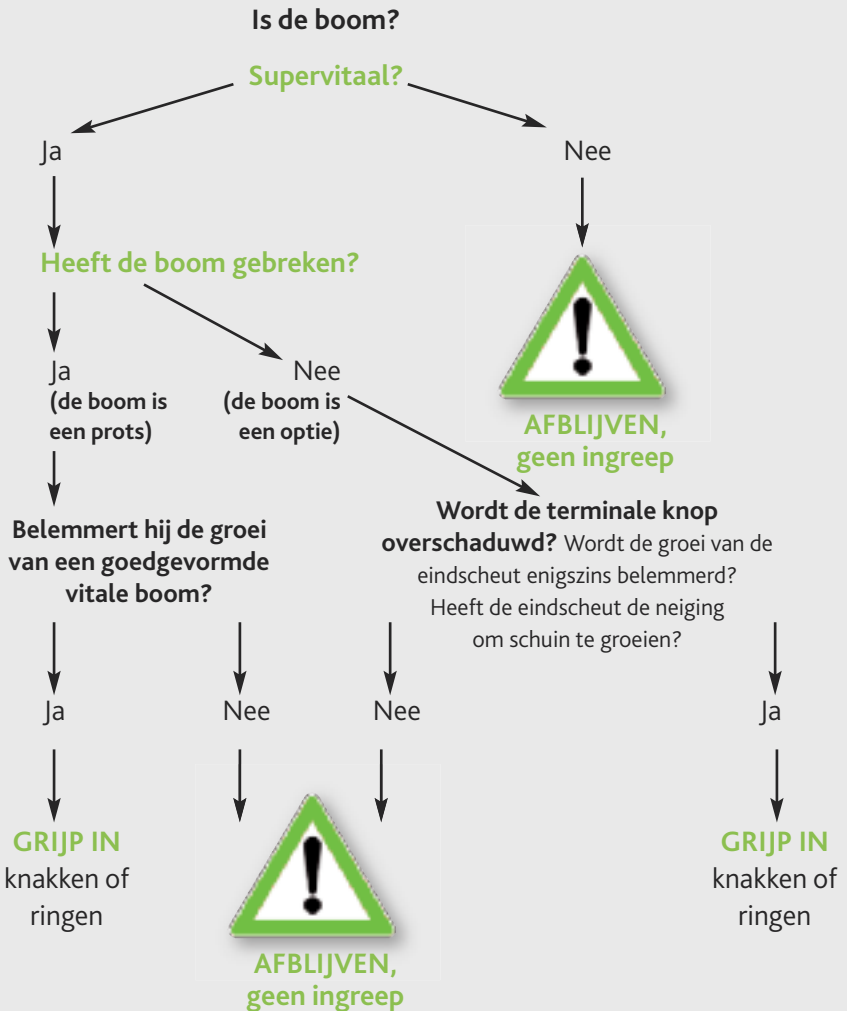 Is de boom?
Supervitaal?
Ja
Nee
Heeft de boom gebreken?
AFBLIJVEN,
geen ingreep
Ja
(de boom is
een prots)
Nee
(de boom is
een optie)
Belemmert hij de groei
van een goedgevormde
vitale boom?
Wordt de terminale knop
overschaduwd? Wordt de groei van de
eindscheut enigszins belemmerd?
Heeft de eindscheut de neiging
om schuin te groeien?
Ja
Nee
Nee
Ja
GRIJP IN
knakken of
ringen
AFBLIJVEN,
geen ingreep
GRIJP IN
knakken of
ringen